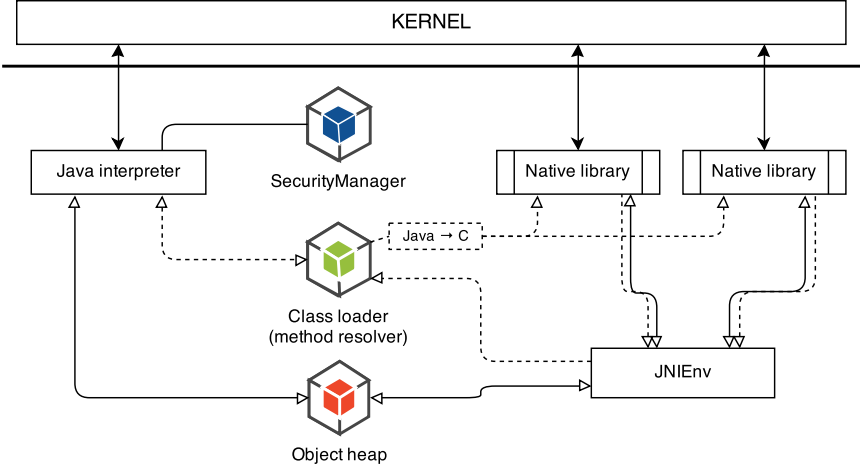 KERNEL
Java interpreter
SecurityManager
Native library
Native library
Java → C
Class loader
(method resolver)
JNIEnv
Object heap